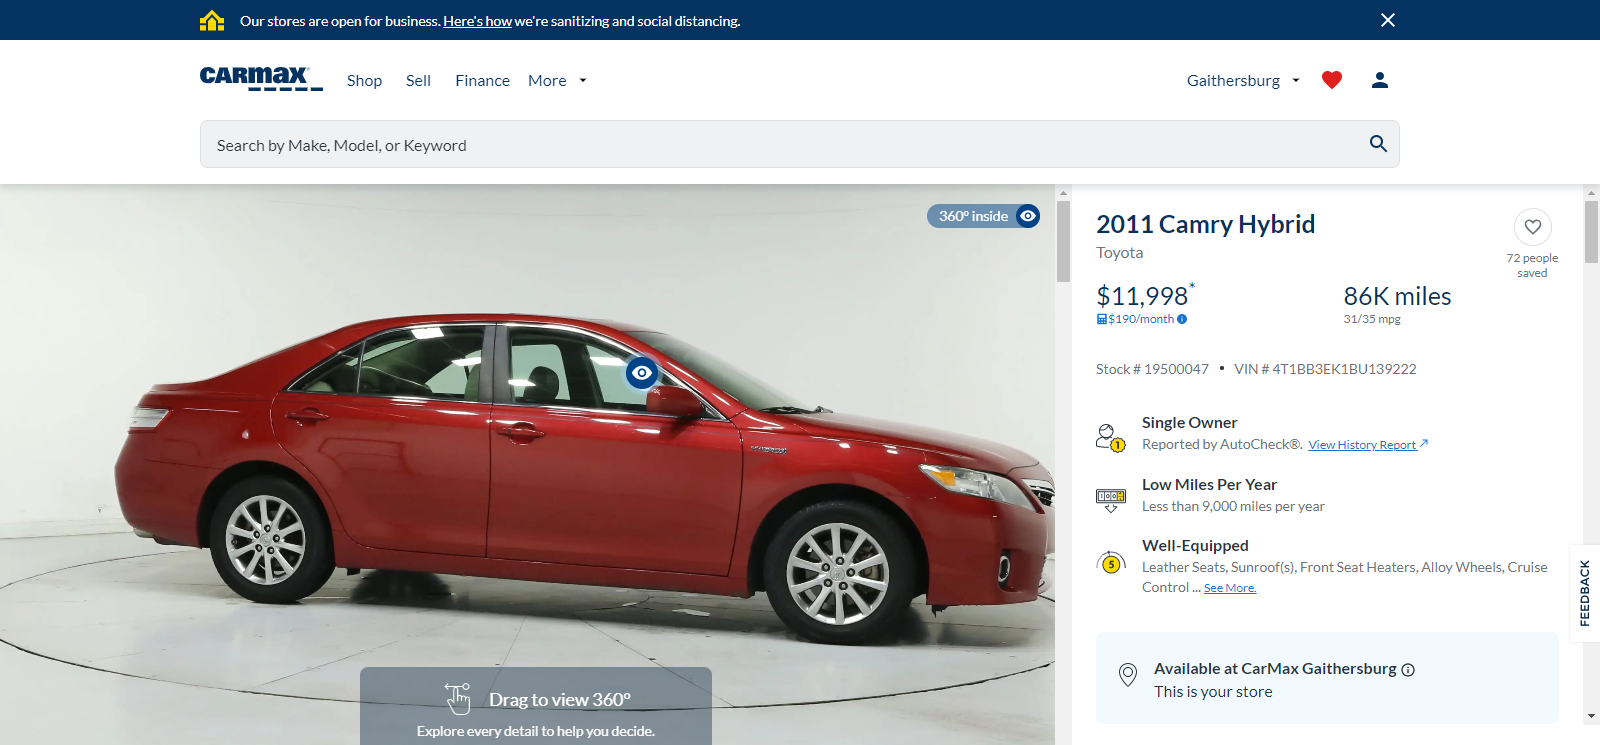 Our stores are open for business. Here's how we're sanitizing and social distancing.
CARMAX
Shop Sell Finance More
Gaithersburg
Search by Make, Model, or Keyword
360º inside
2011 Camry Hybrid
Toyota
72 people
saved
$11,998*
86K miles
$190/month
31/35 mpg
Stock # 19500047 • VIN # 4T1BB3EK1BU139222
Single Owner
Reported by AutoCheck®. View History Report
1
Low Miles Per Year
Less than 9,000 miles per year
Well-Equipped
5
Leather Seats, Sunroof(s), Front Seat Heaters, Alloy Wheels, Cruise
Control ... See More.
FEEDBACK
Available at CarMax Gaithersburg
This is your store
Drag to view 360º
Explore every detail to help you decide.